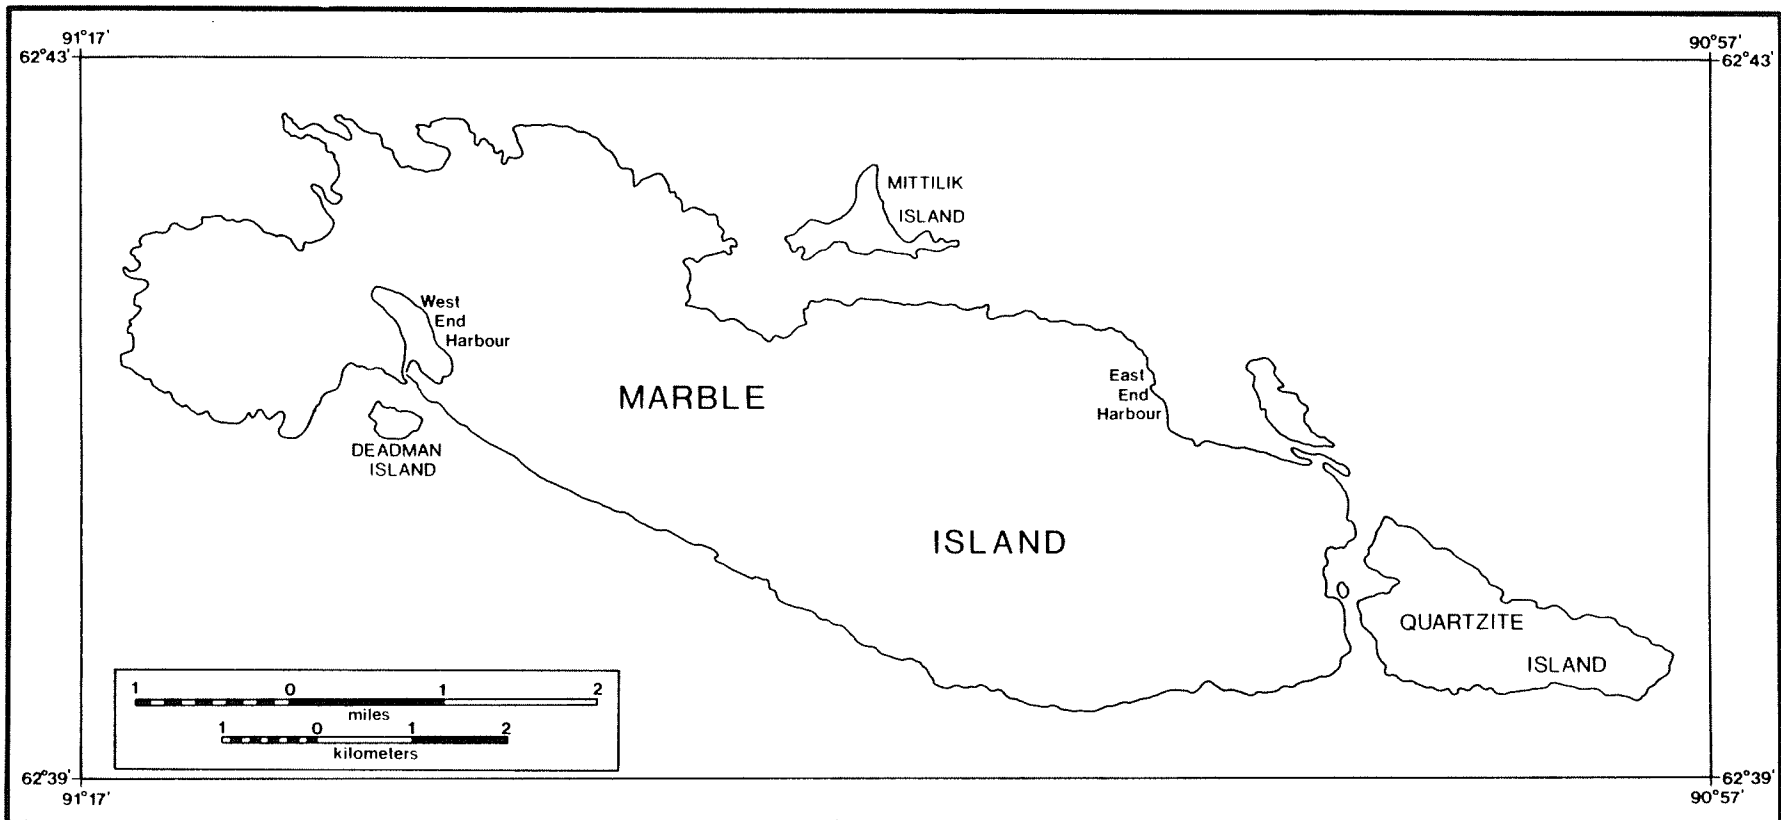 91°17'
90°57'
62°43'
62°43'
MITTILIK
ISLAND
West
End
Harbour
East
End
Harbour
MARBLE
DEADMAN
ISLAND
ISLAND
QUARTZITE
ISLAND
1 0 1 2
miles
1 0 1 2
kilometers
62°39'
62°39'
91°17'
90°57'